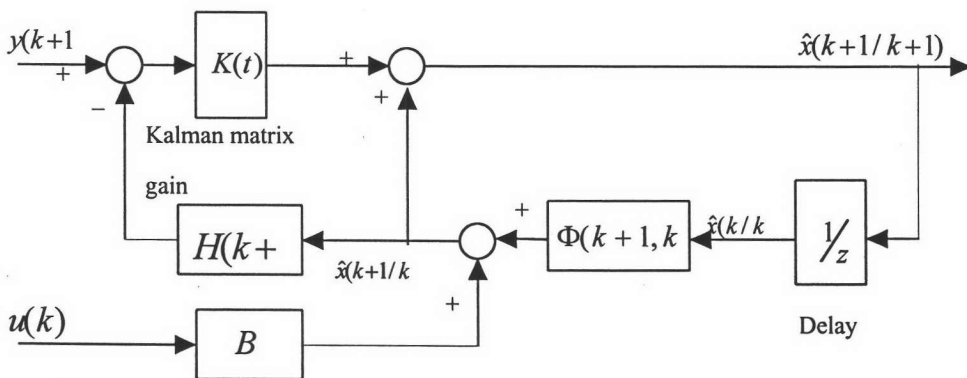 y(k+1
+
−
K(t)
+
+
x̂(k+1/k+1)
Kalman matrix
gain
H(k+
x̂(k+1/k
+
Φ(k + 1, k
x̂(k/k
1/z
Delay
u(k)
B
+